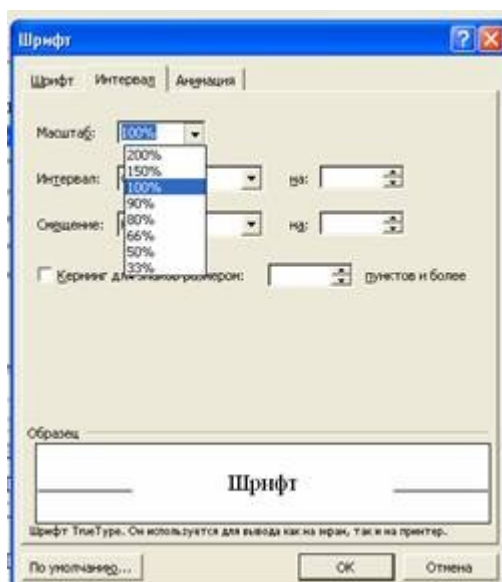 Шрифт
Шрифт Интервал Анимация
Масштаб: 100%
200%
150%
100%
90%
80%
66%
50%
33%
Интервал: на:
Смещение: на:
Кернинг для знаков размером: пунктов и более
Образец
Шрифт
Шрифт TrueType. Он используется для вывода как на экран, так и на принтер.
По умолчанию... ОК Отмена